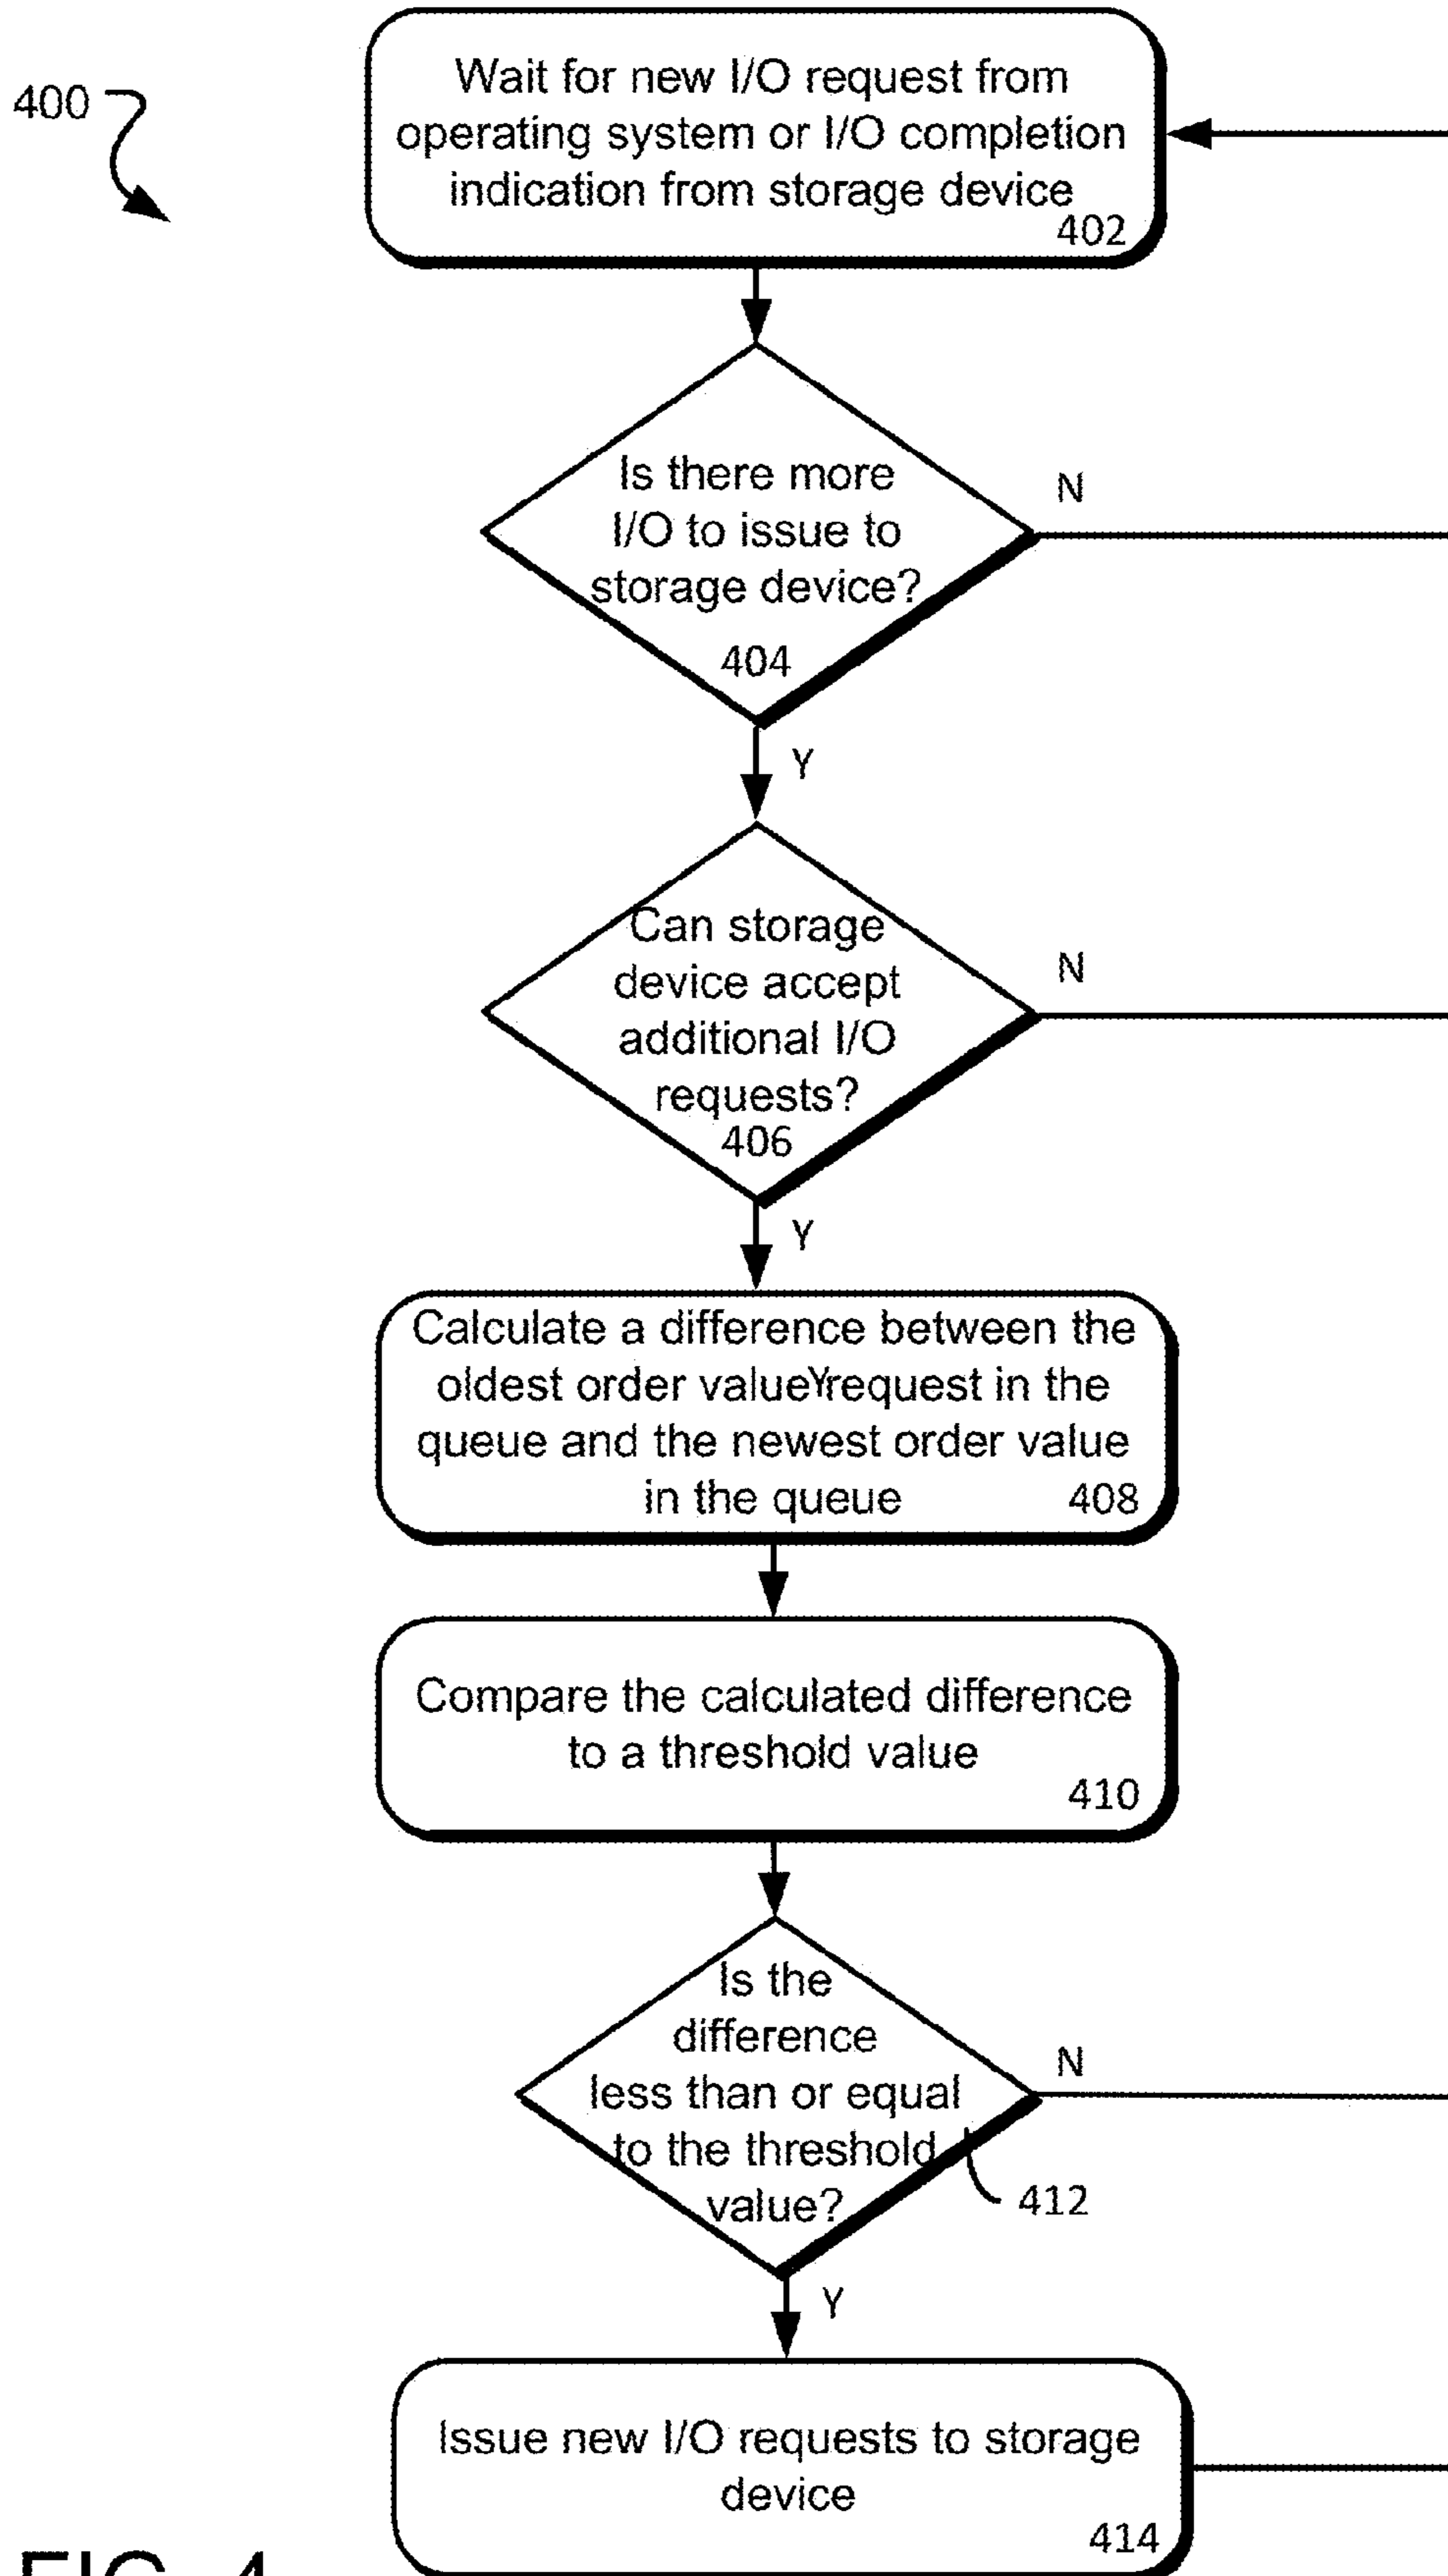 400
Wait for new I/O request from
operating system or I/O completion
indication from storage device
402
Is there more
I/O to issue to
storage device?
N
404
Y
Can storage
device accept
additional I/O
requests?
N
406
Y
Calculate a difference between the
oldest order valueYrequest in the
queue and the newest order value
in the queue
408
Compare the calculated difference
to a threshold value
410
Is the
difference
less than or equal
to the threshold
value?
N
412
Y
Issue new I/O requests to storage
device
414
FIG. 4